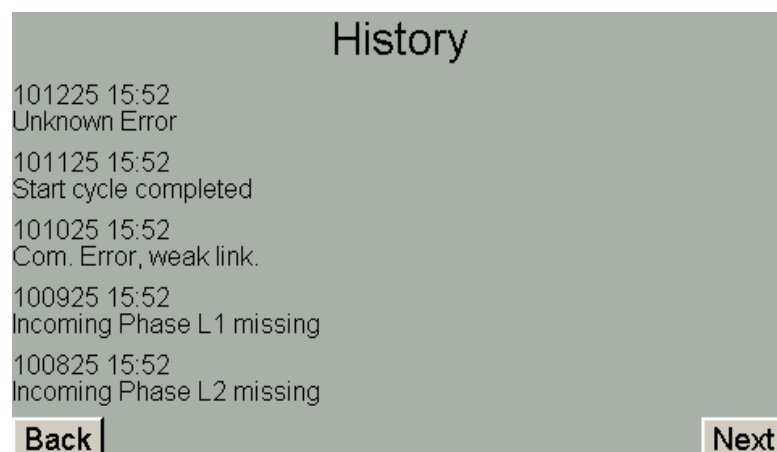 History
101225 15:52
Unknown Error
101125 15:52
Start cycle completed
101025 15:52
Com. Error, weak link.
100925 15:52
Incoming Phase L1 missing
100825 15:52
Incoming Phase L2 missing
Back
Next